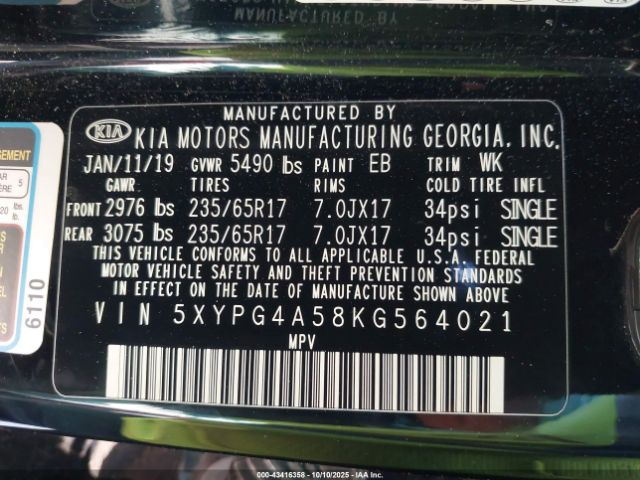 MANUFACTURED BY
KIA KIA MOTORS MANUFACTURING GEORGIA, INC.
JAN/11/19 GVWR 5490 lbs PAINT EB TRIM WK
GAWR TIRES RIMS COLD TIRE INFL
FRONT 2976 lbs 235/65R17 7.0JX17 34psi SINGLE
REAR 3075 lbs 235/65R17 7.0JX17 34psi SINGLE
THIS VEHICLE CONFORMS TO ALL APPLICABLE U.S.A. FEDERAL
MOTOR VEHICLE SAFETY AND THEFT PREVENTION STANDARDS
IN EFFECT ON THE DATE OF MANUFACTURE SHOWN ABOVE
VIN 5XYPG4A58KG564021
MPV
6110
000-43416358 - 10/10/2025 - IAAI.COM